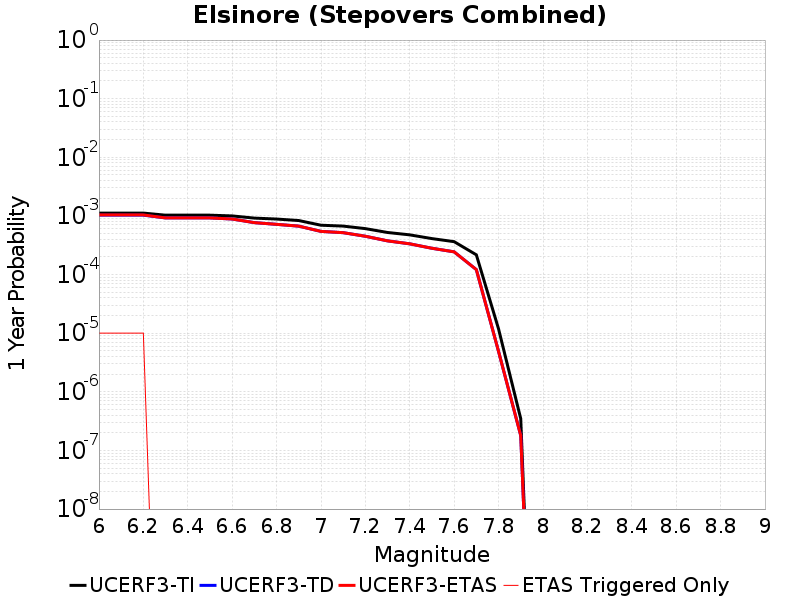 Elsinore (Stepovers Combined)
10^0
10^-1
10^-2
10^-3
10^-4
10^-5
10^-6
10^-7
10^-8
1 Year Probability
6 6.2 6.4 6.6 6.8 7 7.2 7.4 7.6 7.8 8 8.2 8.4 8.6 8.8 9
Magnitude
UCERF3-TI UCERF3-TD UCERF3-ETAS ETAS Triggered Only